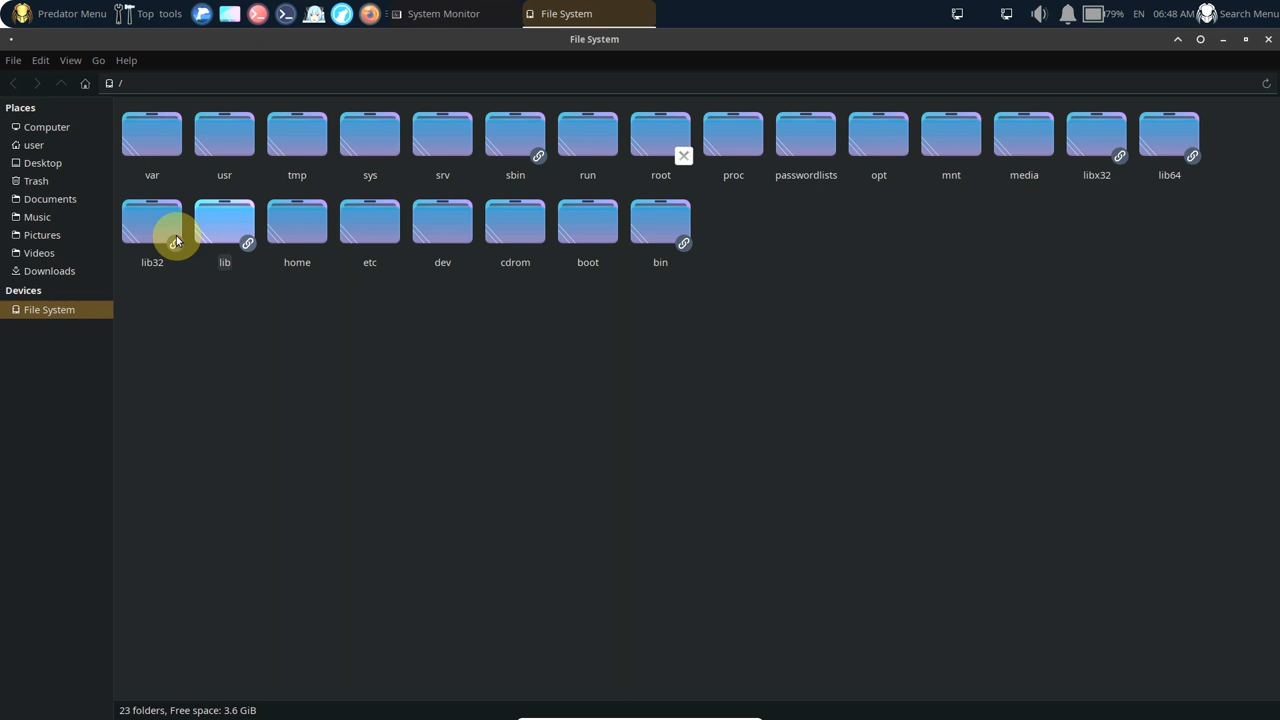 Predator Menu Top tools System Monitor File System 79% EN 06:48 AM Search Menu
File System
File Edit View Go Help
/
Places
Computer
user
Desktop
Trash
Documents
Music
Pictures
Videos
Downloads
Devices
File System
var usr tmp sys srv sbin run root proc passwordlists opt mnt media libx32 lib64
lib32 lib home etc dev cdrom boot bin
23 folders, Free space: 3.6 GiB